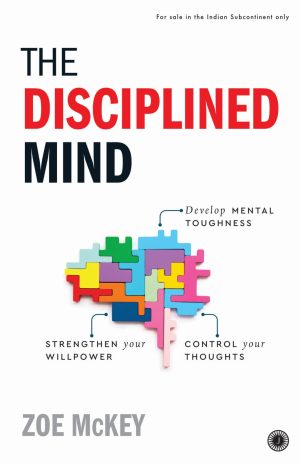 For sale in the Indian Subcontinent only
THE
DISCIPLINED
MIND
Develop MENTAL
TOUGHNESS
STRENGTHEN your
WILLPOWER
CONTROL your
THOUGHTS
ZOE McKEY
J